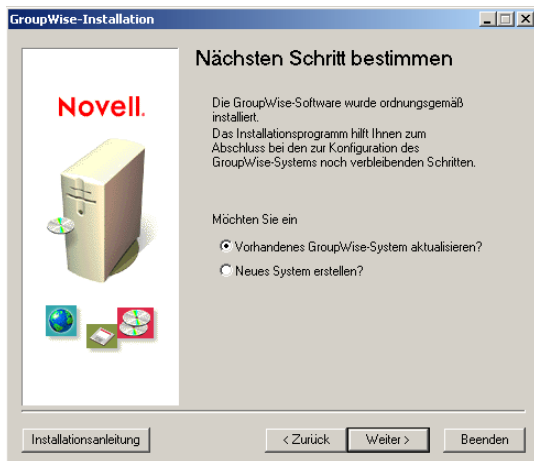 GroupWise-Installation
Nächsten Schritt bestimmen
Novell.
Die GroupWise-Software wurde ordnungsgemäß
installiert.
Das Installationsprogramm hilft Ihnen zum
Abschluss bei den zur Konfiguration des
GroupWise-Systems noch verbleibenden Schritten.
Möchten Sie ein
Vorhandenes GroupWise-System aktualisieren?
Neues System erstellen?
Installationsanleitung
< Zurück
Weiter >
Beenden